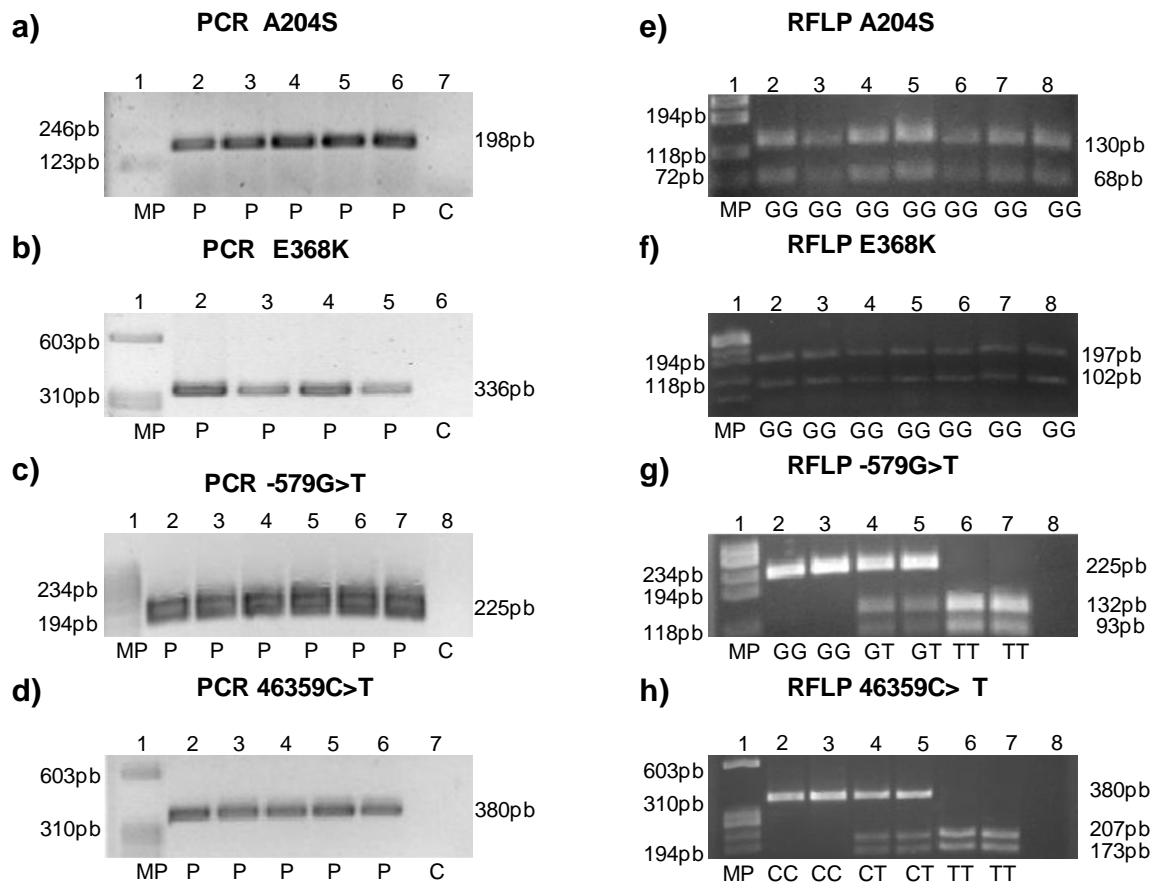 a) PCR A204S
1 2 3 4 5 6 7
246pb
123pb
198pb
MP P P P P P C
b) PCR E368K
1 2 3 4 5 6
603pb
310pb
336pb
MP P P P P C
c) PCR -579G>T
1 2 3 4 5 6 7 8
234pb
194pb
225pb
MP P P P P P P C
d) PCR 46359C>T
1 2 3 4 5 6 7
603pb
310pb
380pb
MP P P P P P C
e) RFLP A204S
1 2 3 4 5 6 7 8
194pb
118pb
72pb
130pb
68pb
MP GG GG GG GG GG GG GG
f) RFLP E368K
1 2 3 4 5 6 7 8
194pb
118pb
197pb
102pb
MP GG GG GG GG GG GG GG
g) RFLP -579G>T
1 2 3 4 5 6 7 8
234pb
194pb
118pb
225pb
132pb
93pb
MP GG GG GT GT TT TT
h) RFLP 46359C> T
1 2 3 4 5 6 7 8
603pb
310pb
194pb
380pb
207pb
173pb
MP CC CC CT CT TT TT